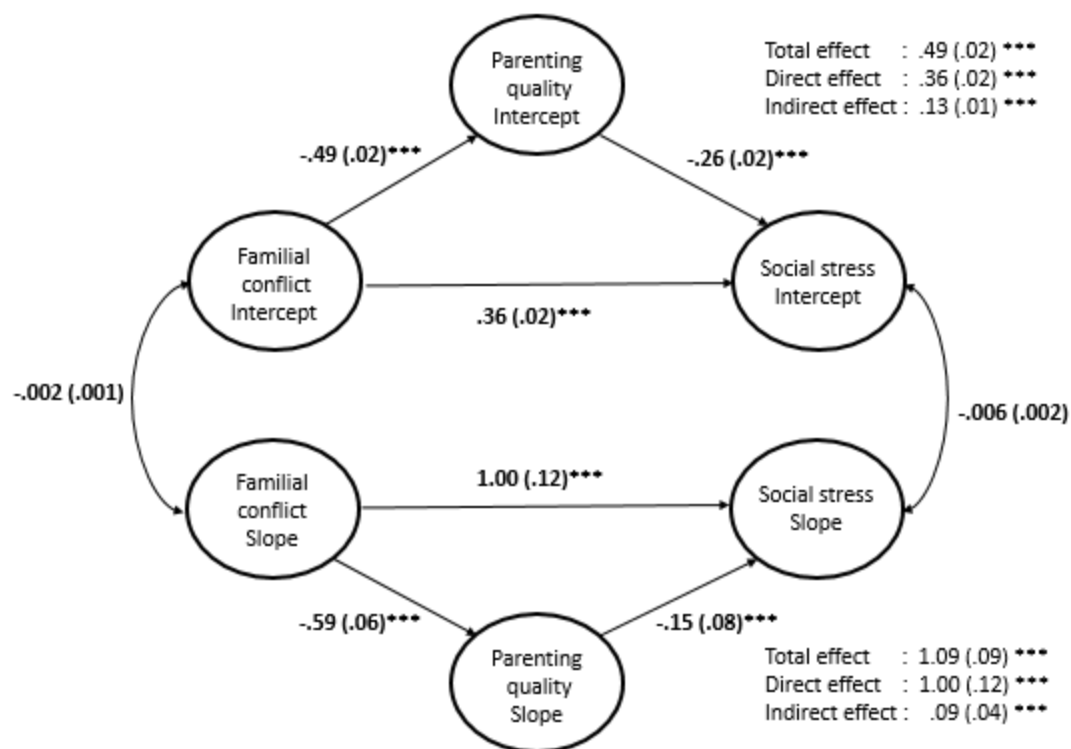 Parenting
quality
Intercept
Total effect : .49 (.02) ***
Direct effect : .36 (.02) ***
Indirect effect : .13 (.01) ***
-.49 (.02)***
-.26 (.02)***
Familial
conflict
Intercept
Social stress
Intercept
.36 (.02)***
-.002 (.001)
-.006 (.002)
Familial
conflict
Slope
1.00 (.12)***
Social stress
Slope
-.59 (.06)***
-.15 (.08)***
Parenting
quality
Slope
Total effect : 1.09 (.09) ***
Direct effect : 1.00 (.12) ***
Indirect effect : .09 (.04) ***